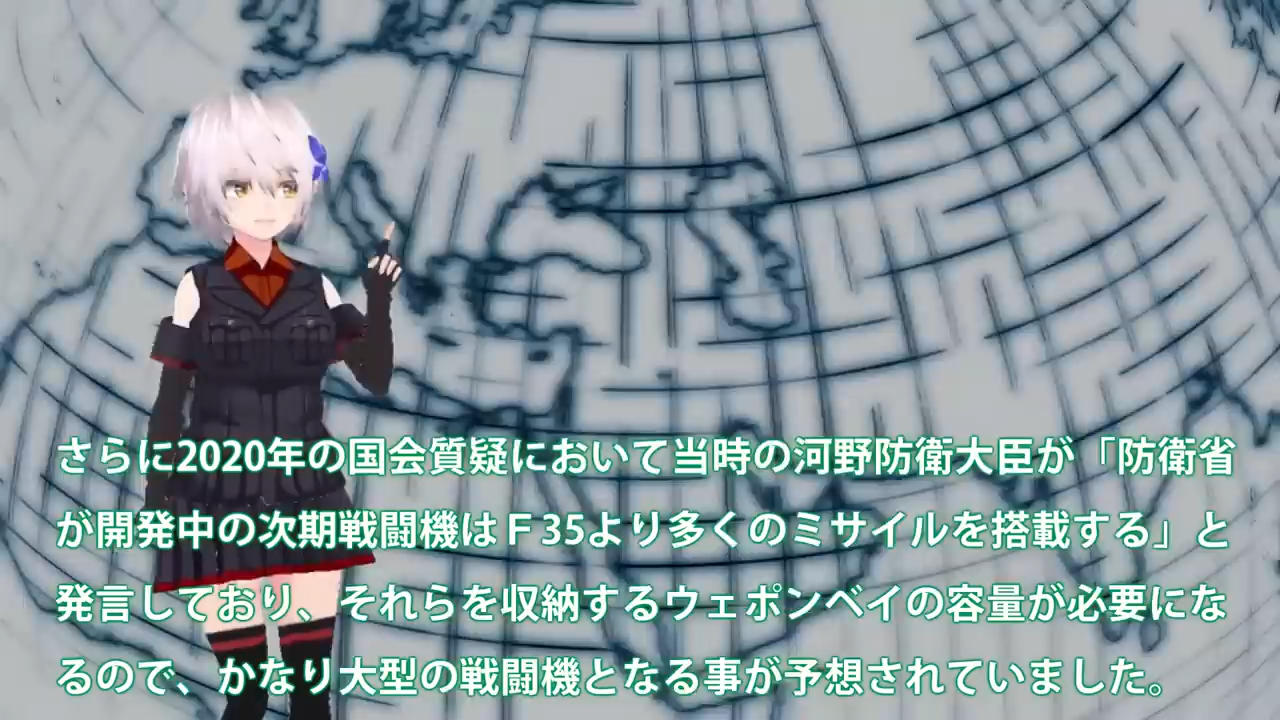 さらに2020年の国会質疑において当時の河野防衛大臣が「防衛省
が開発中の次期戦闘機はＦ35より多くのミサイルを搭載する」と
発言しており、それらを収納するウェポンベイの容量が必要にな
るので、かなり大型の戦闘機となる事が予想されていました。